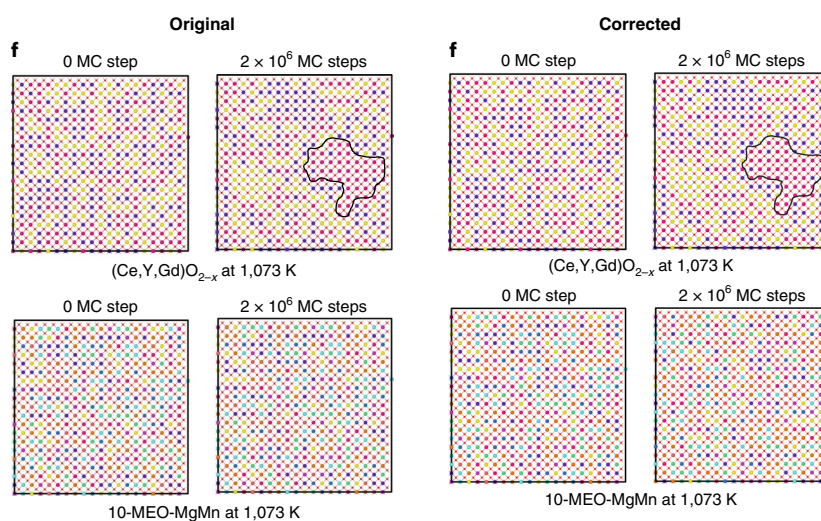 Original
f
0 MC step
2 × 10⁶ MC steps
(Ce,Y,Gd)O₂₋ₓ at 1,073 K
0 MC step
2 × 10⁶ MC steps
10-MEO-MgMn at 1,073 K
Corrected
f
0 MC step
2 × 10⁶ MC steps
(Ce,Y,Gd)O₂₋ₓ at 1,073 K
0 MC step
2 × 10⁶ MC steps
10-MEO-MgMn at 1,073 K